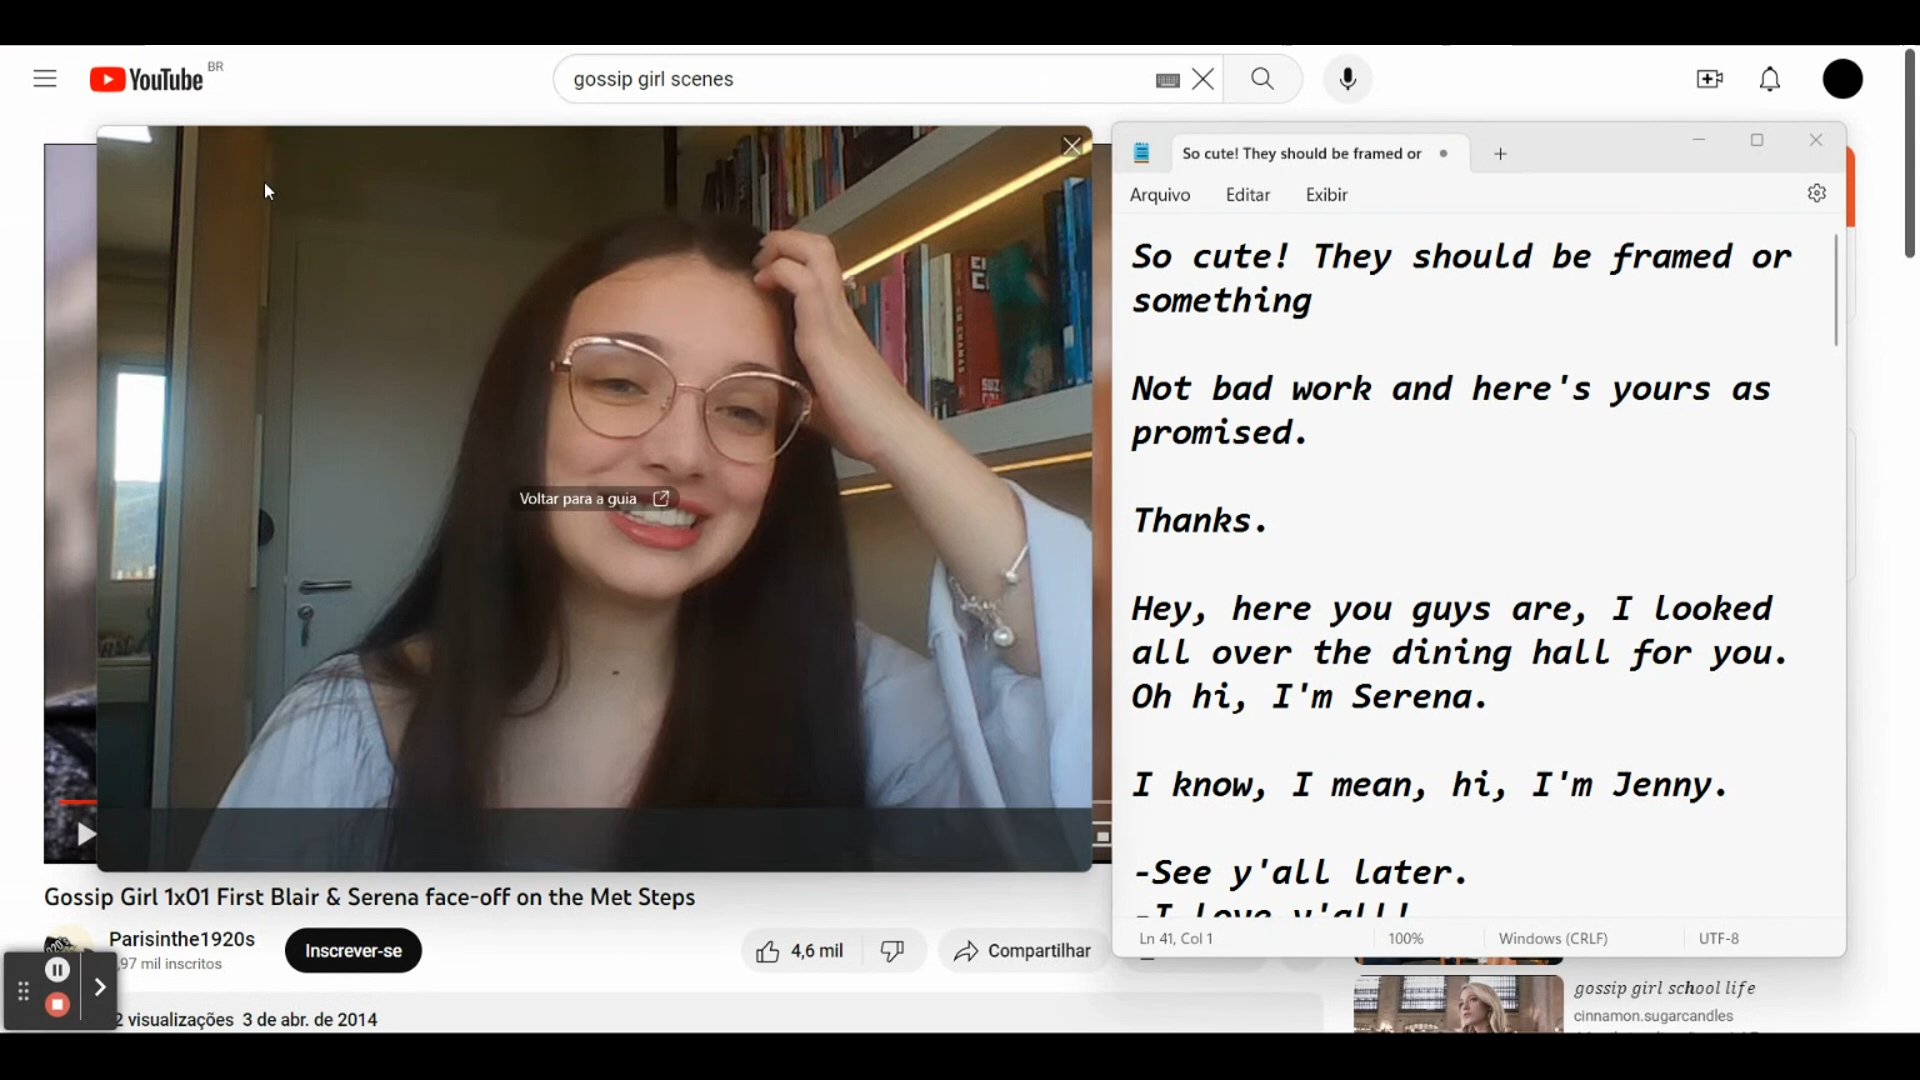 YouTube BR
gossip girl scenes
Voltar para a guia
So cute! They should be framed or
Arquivo Editar Exibir
So cute! They should be framed or
something
Not bad work and here's yours as
promised.
Thanks.
Hey, here you guys are, I looked
all over the dining hall for you.
Oh hi, I'm Serena.
I know, I mean, hi, I'm Jenny.
-See y'all later.
-I love y'all!
Ln 41, Col 1 100% Windows (CRLF) UTF-8
Gossip Girl 1x01 First Blair & Serena face-off on the Met Steps
Parisinthe1920s
97 mil inscritos
Inscrever-se
4,6 mil
Compartilhar
2 visualizações 3 de abr. de 2014
gossip girl school life
cinnamon.sugarcandles